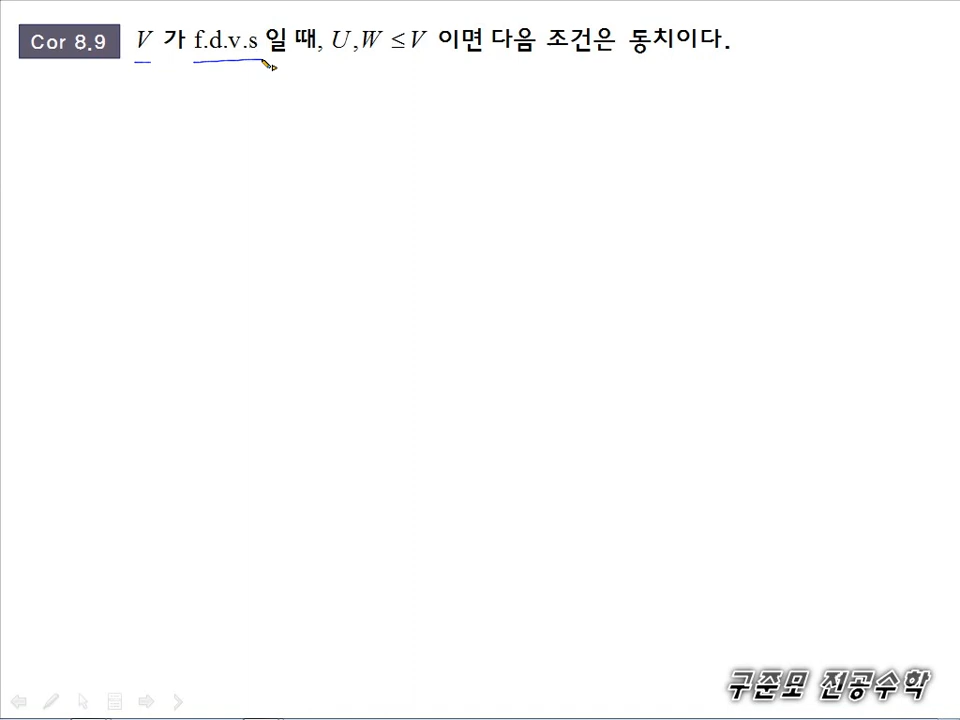 Cor 8.9 V 가 f.d.v.s 일 때, U,W ≤V 이면 다음 조건은 동치이다.
구준모 전공수학